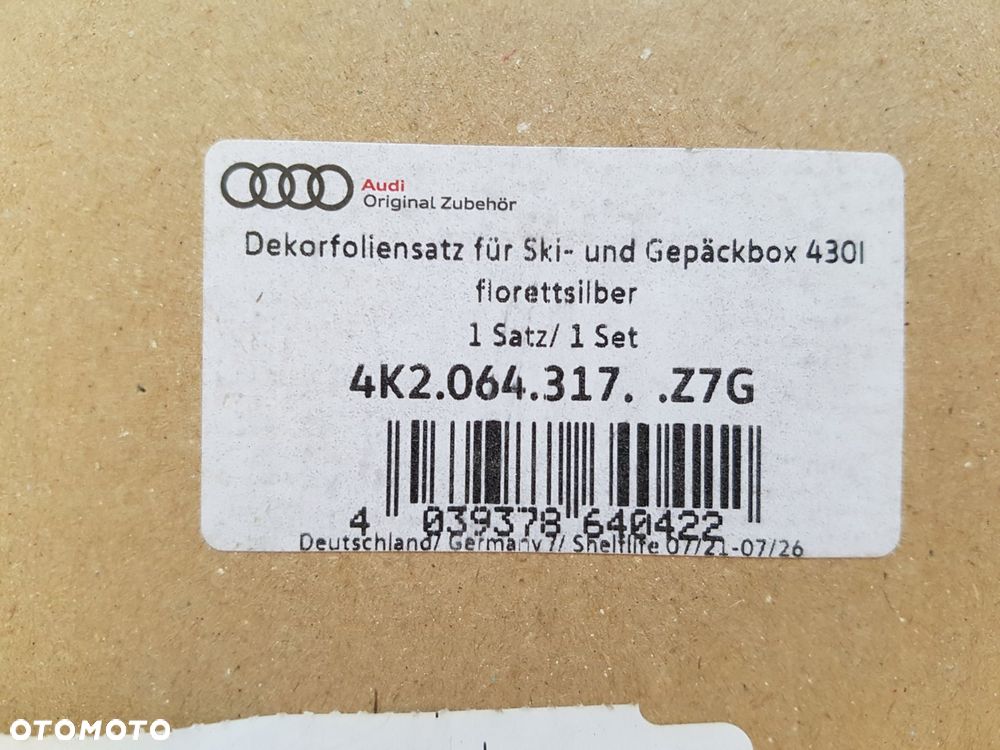 Audi
Original Zubehör
Dekorfoliensatz für Ski- und Gepäckbox 430l
florettsilber
1 Satz/ 1 Set
4K2.064.317. .Z7G
4 039378 640422
Deutschland/ Germany // Shelflife 07/21-07/26
OTOMOTO